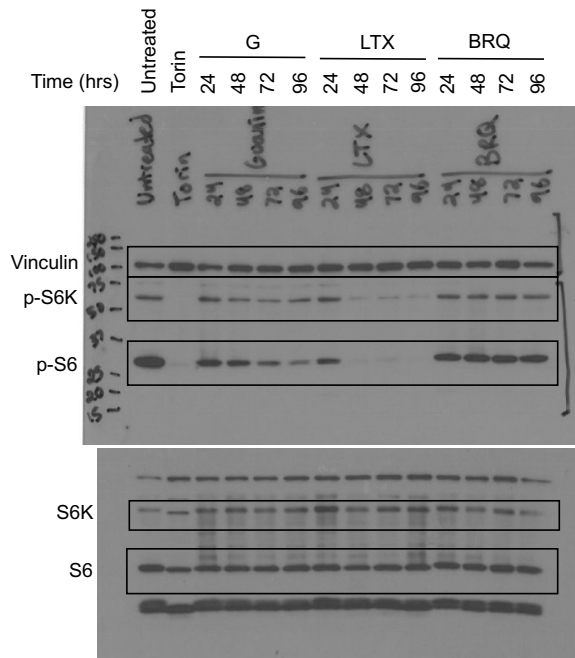 G LTX BRQ
Time (hrs) Untreated Torin 24 48 72 96 24 48 72 96 24 48 72 96
LTX BRQ
Untreated Torin 24 48 72 96 24 48 72 96 24 48 72 96
Vinculin
p-S6K
p-S6
S6K
S6